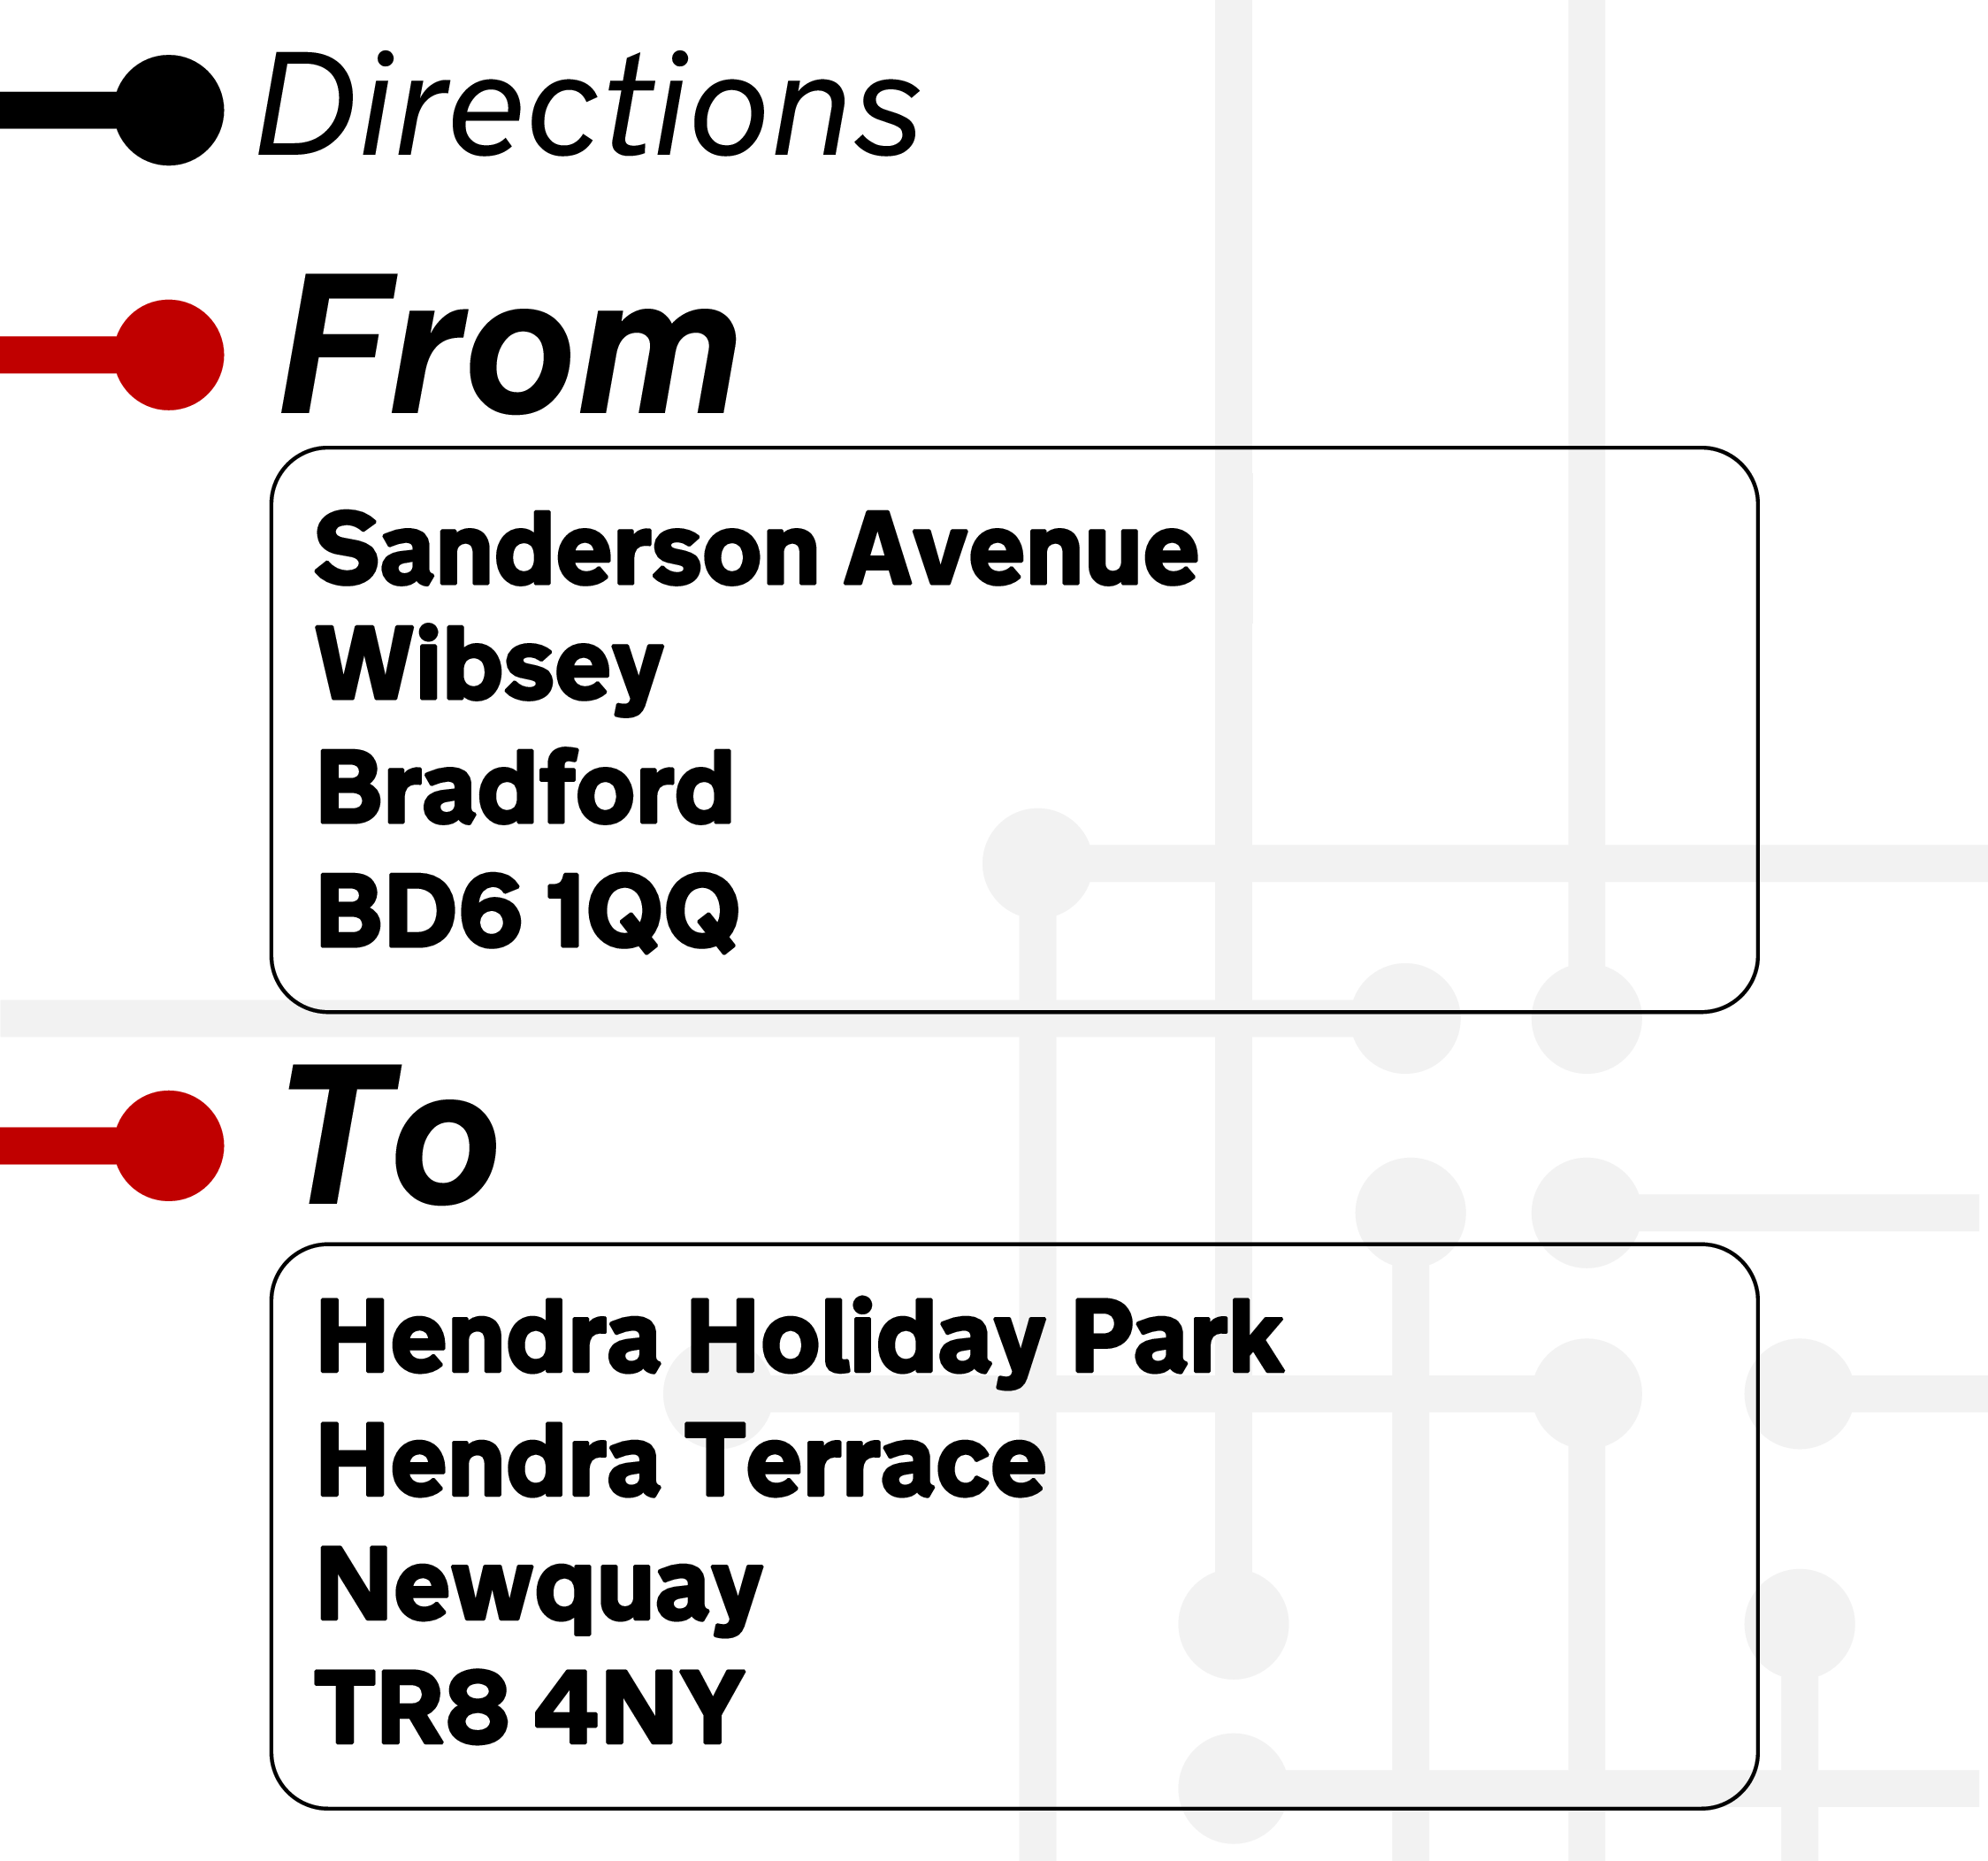 Directions
From
Sanderson Avenue
Wibsey
Bradford
BD6 1QQ
To
Hendra Holiday Park
Hendra Terrace
Newquay
TR8 4NY